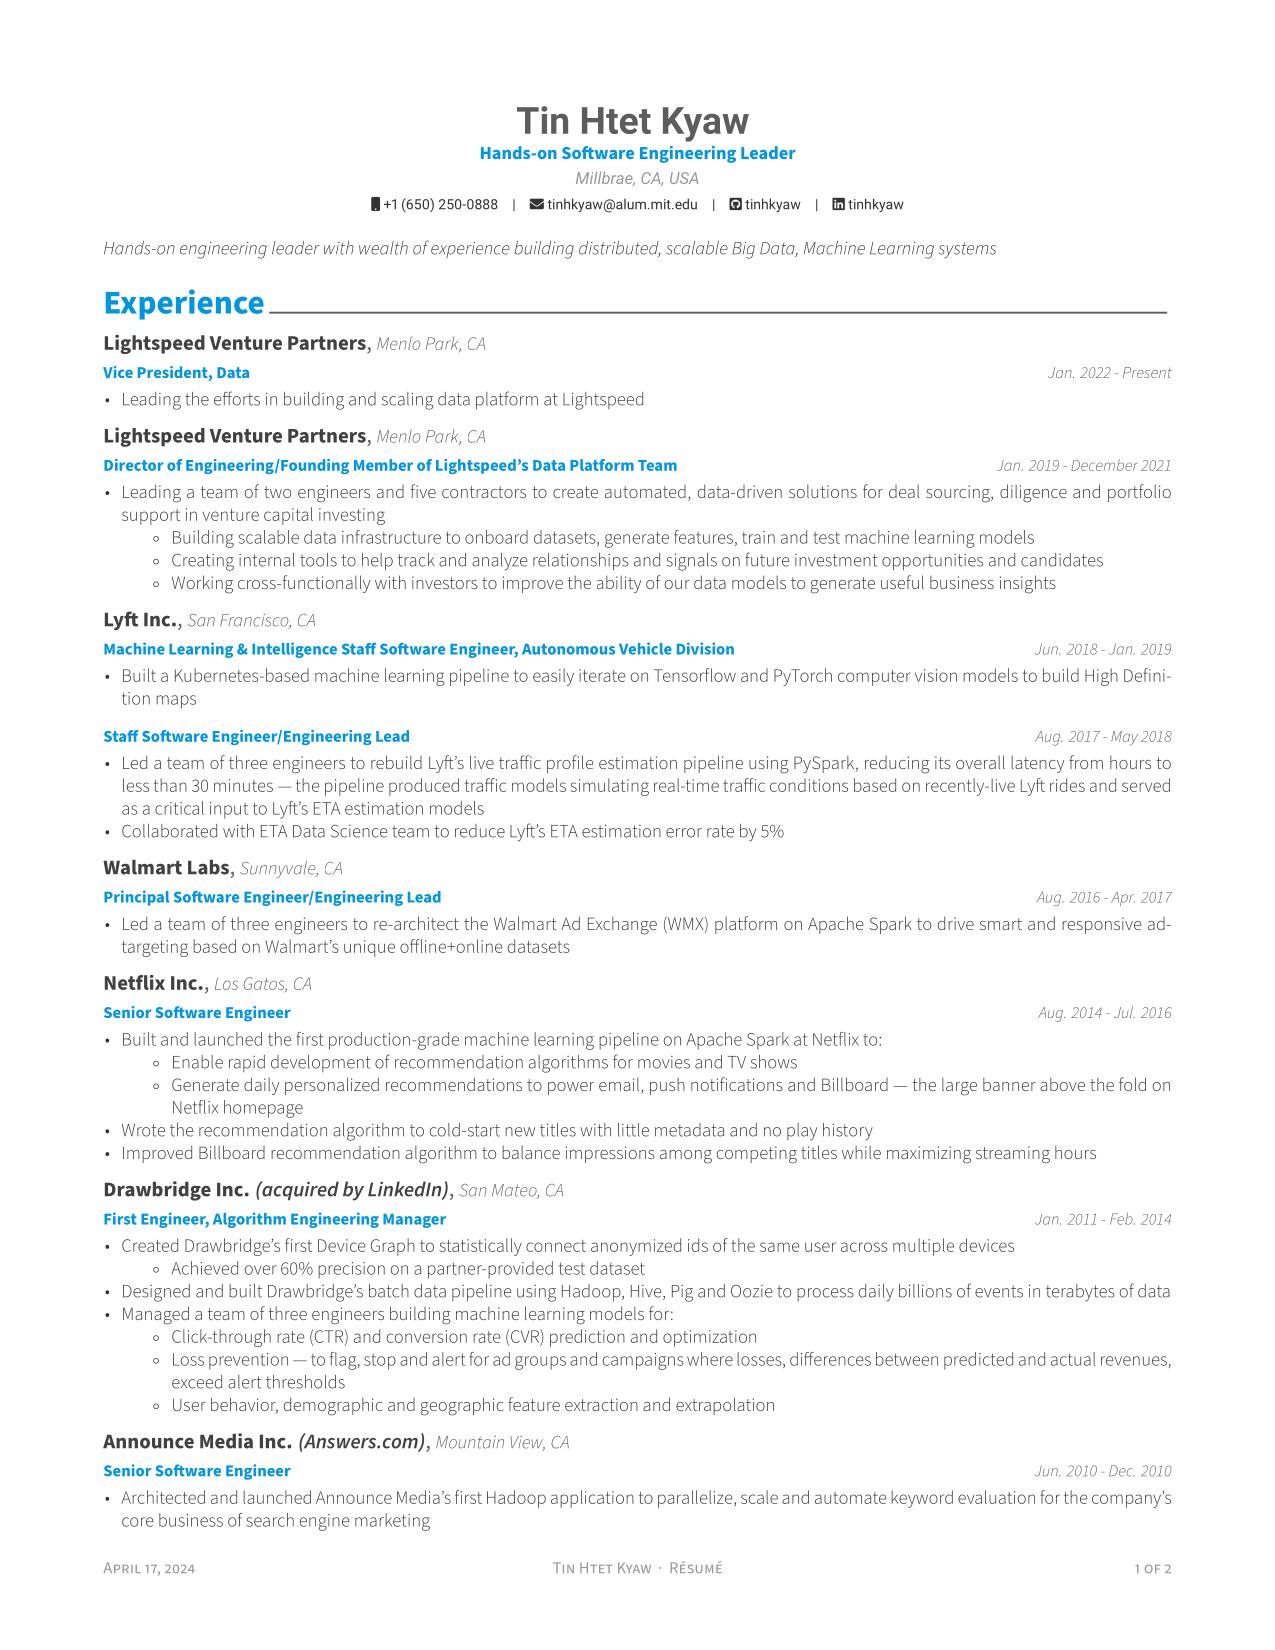 Tin Htet Kyaw
Hands-on Software Engineering Leader
Millbrae, CA, USA
+1 (650) 250-0888 | tinhkyaw@alum.mit.edu | tinhkyaw | tinhkyaw
Hands-on engineering leader with wealth of experience building distributed, scalable Big Data, Machine Learning systems
Experience
Lightspeed Venture Partners, Menlo Park, CA
Vice President, Data Jan. 2022 - Present
• Leading the efforts in building and scaling data platform at Lightspeed
Lightspeed Venture Partners, Menlo Park, CA
Director of Engineering/Founding Member of Lightspeed’s Data Platform Team Jan. 2019 - December 2021
• Leading a team of two engineers and five contractors to create automated, data-driven solutions for deal sourcing, diligence and portfolio
support in venture capital investing
◦ Building scalable data infrastructure to onboard datasets, generate features, train and test machine learning models
◦ Creating internal tools to help track and analyze relationships and signals on future investment opportunities and candidates
◦ Working cross-functionally with investors to improve the ability of our data models to generate useful business insights
Lyft Inc., San Francisco, CA
Machine Learning & Intelligence Staff Software Engineer, Autonomous Vehicle Division Jun. 2018 - Jan. 2019
• Built a Kubernetes-based machine learning pipeline to easily iterate on Tensorflow and PyTorch computer vision models to build High Defini-
tion maps
Staff Software Engineer/Engineering Lead Aug. 2017 - May 2018
• Led a team of three engineers to rebuild Lyft’s live traffic profile estimation pipeline using PySpark, reducing its overall latency from hours to
less than 30 minutes — the pipeline produced traffic models simulating real-time traffic conditions based on recently-live Lyft rides and served
as a critical input to Lyft’s ETA estimation models
• Collaborated with ETA Data Science team to reduce Lyft’s ETA estimation error rate by 5%
Walmart Labs, Sunnyvale, CA
Principal Software Engineer/Engineering Lead Aug. 2016 - Apr. 2017
• Led a team of three engineers to re-architect the Walmart Ad Exchange (WMX) platform on Apache Spark to drive smart and responsive ad-
targeting based on Walmart’s unique offline+online datasets
Netflix Inc., Los Gatos, CA
Senior Software Engineer Aug. 2014 - Jul. 2016
• Built and launched the first production-grade machine learning pipeline on Apache Spark at Netflix to:
◦ Enable rapid development of recommendation algorithms for movies and TV shows
◦ Generate daily personalized recommendations to power email, push notifications and Billboard — the large banner above the fold on
Netflix homepage
• Wrote the recommendation algorithm to cold-start new titles with little metadata and no play history
• Improved Billboard recommendation algorithm to balance impressions among competing titles while maximizing streaming hours
Drawbridge Inc. (acquired by LinkedIn), San Mateo, CA
First Engineer, Algorithm Engineering Manager Jan. 2011 - Feb. 2014
• Created Drawbridge’s first Device Graph to statistically connect anonymized ids of the same user across multiple devices
◦ Achieved over 60% precision on a partner-provided test dataset
• Designed and built Drawbridge’s batch data pipeline using Hadoop, Hive, Pig and Oozie to process daily billions of events in terabytes of data
• Managed a team of three engineers building machine learning models for:
◦ Click-through rate (CTR) and conversion rate (CVR) prediction and optimization
◦ Loss prevention — to flag, stop and alert for ad groups and campaigns where losses, differences between predicted and actual revenues,
exceed alert thresholds
◦ User behavior, demographic and geographic feature extraction and extrapolation
Announce Media Inc. (Answers.com), Mountain View, CA
Senior Software Engineer Jun. 2010 - Dec. 2010
• Architected and launched Announce Media’s first Hadoop application to parallelize, scale and automate keyword evaluation for the company’s
core business of search engine marketing
April 17, 2024 Tin Htet Kyaw · Résumé 1 of 2